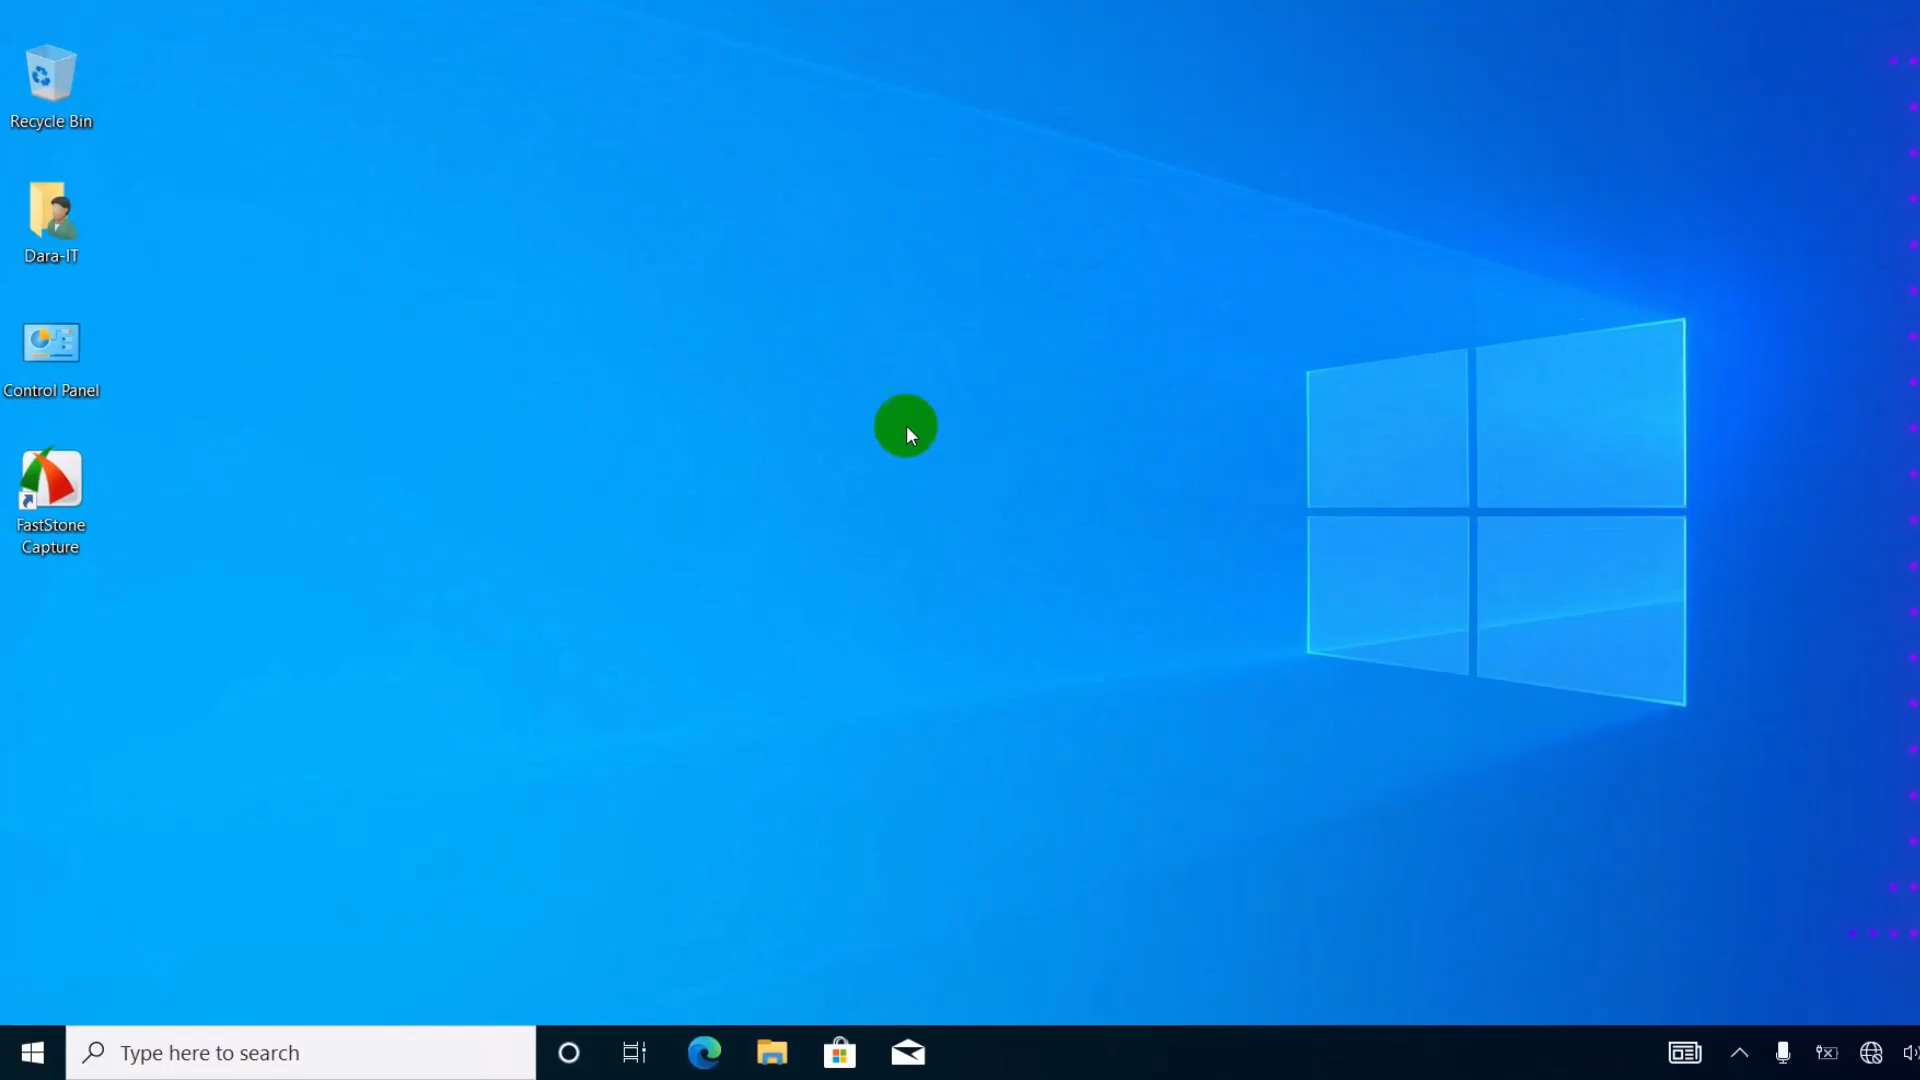 Recycle Bin
Dara-IT
Control Panel
FastStone
Capture
Type here to search